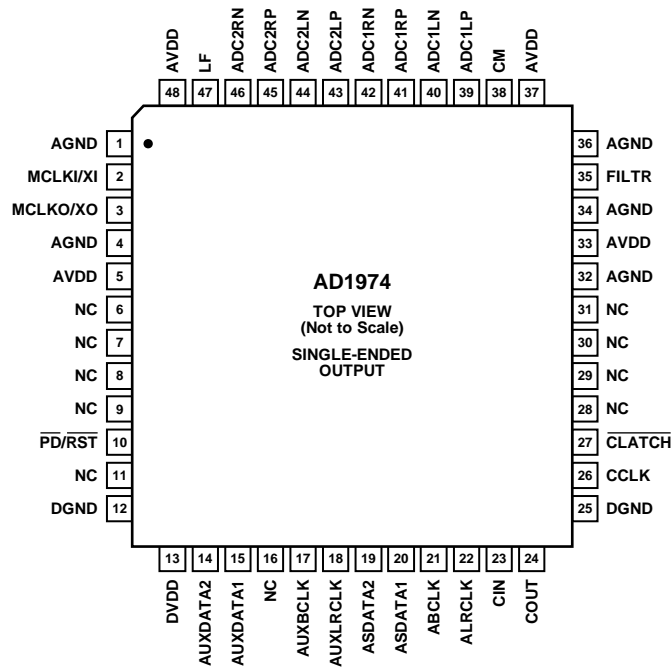 AVDD
LF
ADC2RN
ADC2RP
ADC2LN
ADC2LP
ADC1RN
ADC1RP
ADC1LN
ADC1LP
CM
AVDD
48 47 46 45 44 43 42 41 40 39 38 37
AGND 1
MCLKI/XI 2
MCLKO/XO 3
AGND 4
AVDD 5
NC 6
NC 7
NC 8
NC 9
PD/RST 10
NC 11
DGND 12
AD1974
TOP VIEW
(Not to Scale)
SINGLE-ENDED
OUTPUT
36 AGND
35 FILTR
34 AGND
33 AVDD
32 AGND
31 NC
30 NC
29 NC
28 NC
27 CLATCH
26 CCLK
25 DGND
13 14 15 16 17 18 19 20 21 22 23 24
DVDD
AUXDATA2
AUXDATA1
NC
AUXBCLK
AUXLRCLK
ASDATA2
ASDATA1
ABCLK
ALRCLK
CIN
COUT